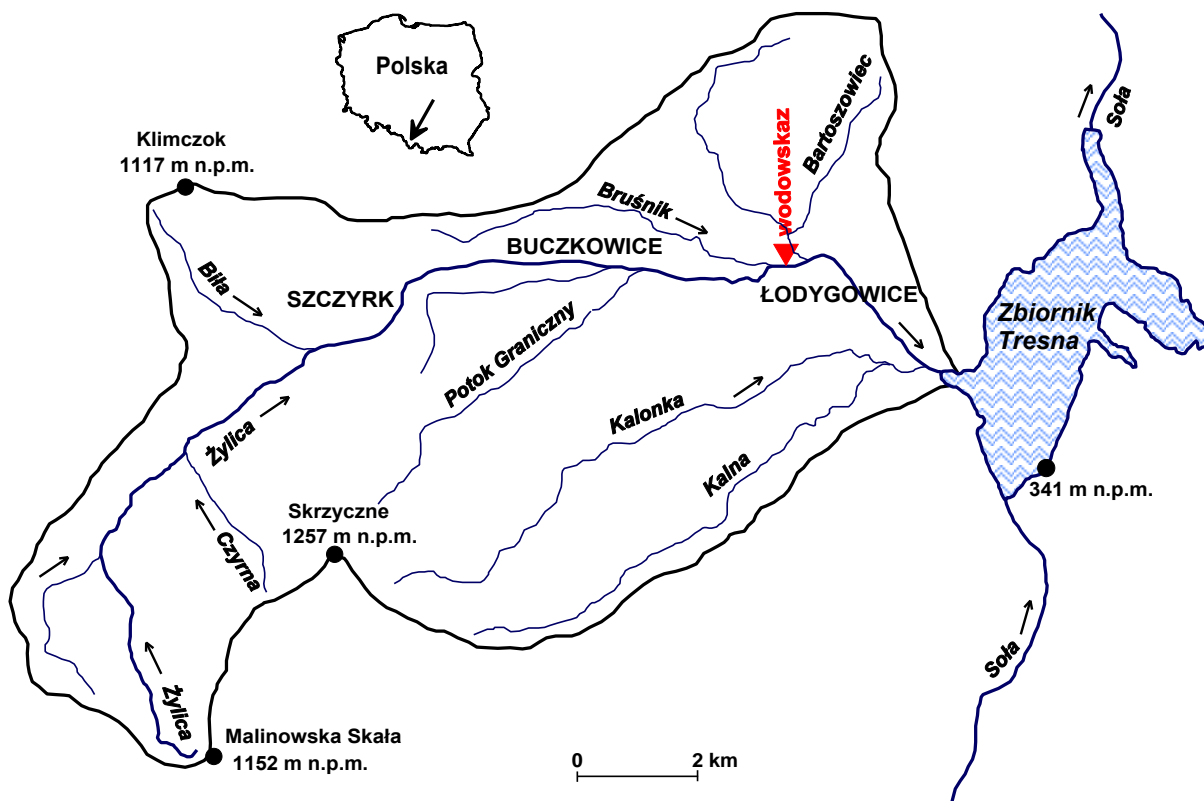 Polska
Klimczok
1117 m n.p.m.
Soła
Bartoszowiec
wodowskaz
Bruśnik
BUCZKOWICE
Biła
SZCZYRK
ŁODYGOWICE
Zbiornik
Tresna
Potok Graniczny
Kalonka
Żylica
Kalna
341 m n.p.m.
Skrzyczne
1257 m n.p.m.
Czyrna
Soła
Żylica
Malinowska Skała
1152 m n.p.m.
0 2 km